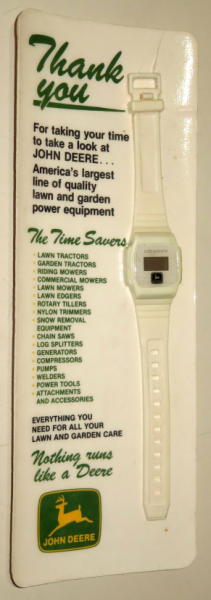 Thank
you
For taking your time
to take a look at
JOHN DEERE...
America's largest
line of quality
lawn and garden
power equipment
The Time Savers
• LAWN TRACTORS
• GARDEN TRACTORS
• RIDING MOWERS
• COMMERCIAL MOWERS
• LAWN MOWERS
• LAWN EDGERS
• ROTARY TILLERS
• NYLON TRIMMERS
• SNOW REMOVAL
EQUIPMENT
• CHAIN SAWS
• LOG SPLITTERS
• GENERATORS
• COMPRESSORS
• PUMPS
• WELDERS
• POWER TOOLS
• ATTACHMENTS
AND ACCESSORIES
EVERYTHING YOU
NEED FOR ALL YOUR
LAWN AND GARDEN CARE
Nothing runs
like a Deere
JOHN DEERE